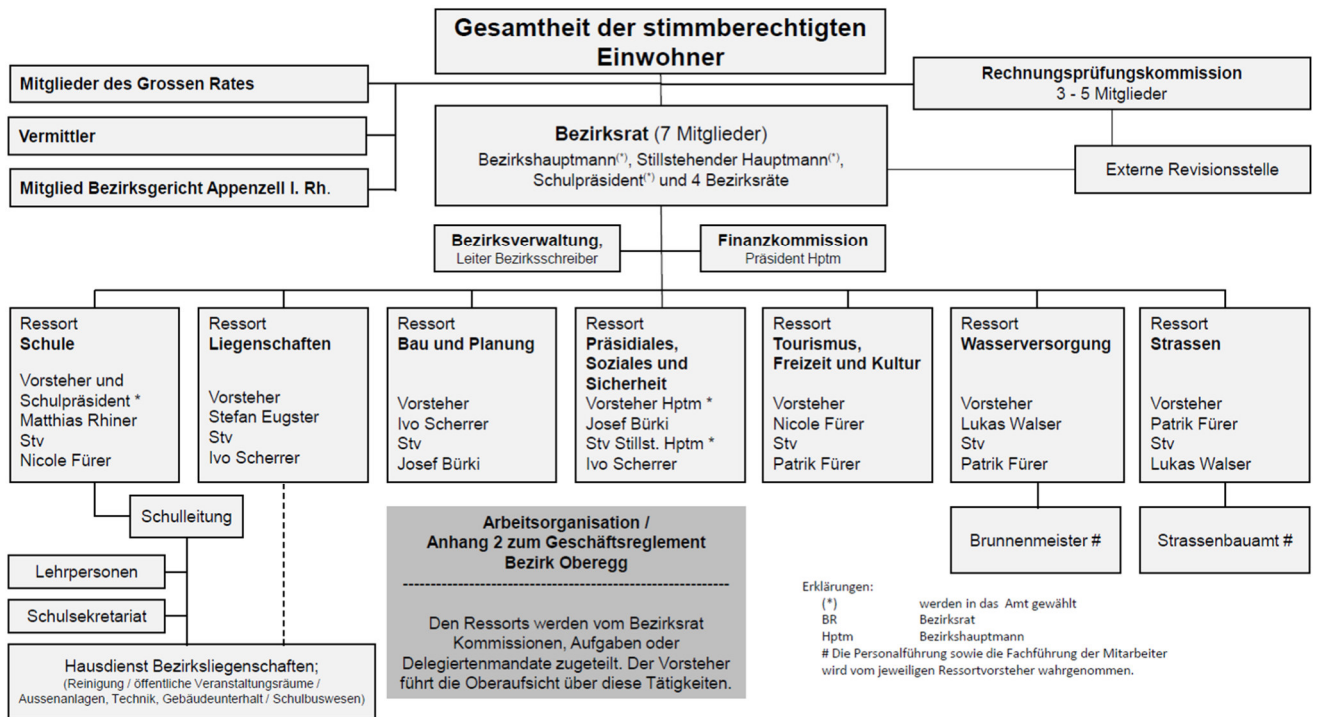 Gesamtheit der stimmberechtigten
Einwohner
Mitglieder des Grossen Rates
Vermittler
Mitglied Bezirksgericht Appenzell I. Rh.
Rechnungsprüfungskommission
3 - 5 Mitglieder
Bezirksrat (7 Mitglieder)
Bezirkshauptmann(*), Stillstehender Hauptmann(*),
Schulpräsident(*) und 4 Bezirksräte
Externe Revisionsstelle
Bezirksverwaltung,
Leiter Bezirksschreiber
Finanzkommission
Präsident Hptm
Ressort
Schule
Vorsteher und
Schulpräsident *
Matthias Rhiner
Stv
Nicole Fürer
Ressort
Liegenschaften
Vorsteher
Stefan Eugster
Stv
Ivo Scherrer
Ressort
Bau und Planung
Vorsteher
Ivo Scherrer
Stv
Josef Bürki
Ressort
Präsidiales,
Soziales und
Sicherheit
Vorsteher Hptm *
Josef Bürki
Stv Stillst. Hptm *
Ivo Scherrer
Ressort
Tourismus,
Freizeit und Kultur
Vorsteher
Nicole Fürer
Stv
Patrik Fürer
Ressort
Wasserversorgung
Vorsteher
Lukas Walser
Stv
Patrik Fürer
Ressort
Strassen
Vorsteher
Patrik Fürer
Stv
Lukas Walser
Schulleitung
Lehrpersonen
Schulsekretariat
Hausdienst Bezirksliegenschaften;
(Reinigung / öffentliche Veranstaltungsräume /
Aussenanlagen, Technik, Gebäudeunterhalt / Schulbuswesen)
Arbeitsorganisation /
Anhang 2 zum Geschäftsreglement
Bezirk Oberegg
------------------------------------------------------------
Den Ressorts werden vom Bezirksrat
Kommissionen, Aufgaben oder
Delegiertenmandate zugeteilt. Der Vorsteher
führt die Oberaufsicht über diese Tätigkeiten.
Brunnenmeister #
Strassenbauamt #
Erklärungen:
(*) werden in das Amt gewählt
BR Bezirksrat
Hptm Bezirkshauptmann
# Die Personalführung sowie die Fachführung der Mitarbeiter
wird vom jeweiligen Ressortvorsteher wahrgenommen.